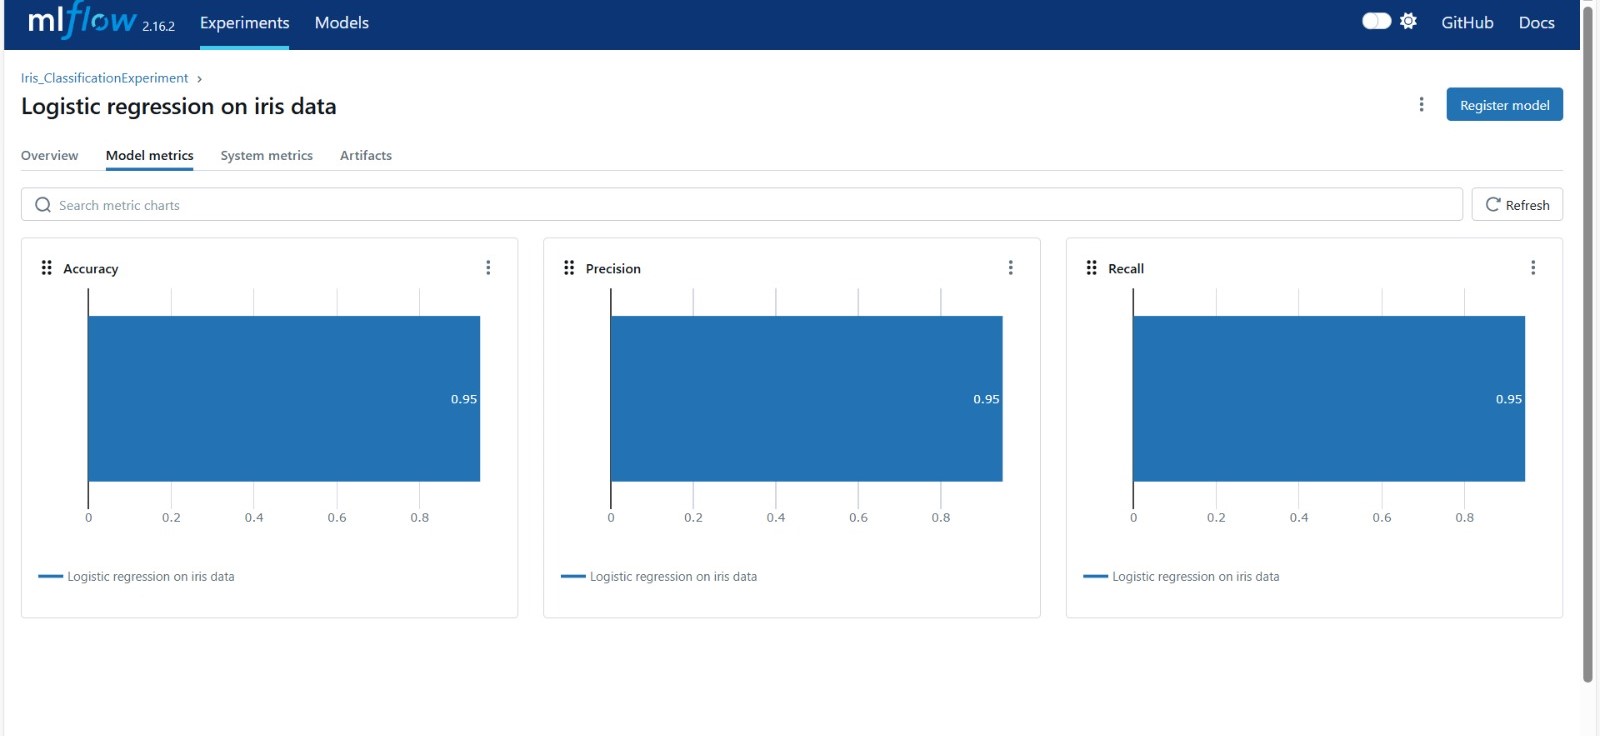 mlflow 2.16.2 Experiments Models GitHub Docs
Iris_ClassificationExperiment
Logistic regression on iris data
Register model
Overview Model metrics System metrics Artifacts
Search metric charts
Refresh
Accuracy
0.95
0 0.2 0.4 0.6 0.8
Logistic regression on iris data
Precision
0.95
0 0.2 0.4 0.6 0.8
Logistic regression on iris data
Recall
0.95
0 0.2 0.4 0.6 0.8
Logistic regression on iris data